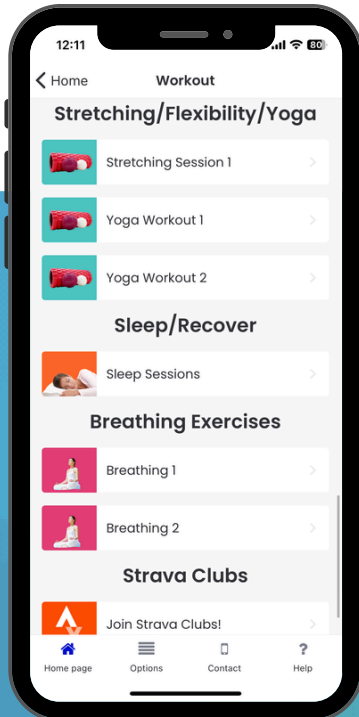 12:11
80
Home
Workout
Stretching/Flexibility/Yoga
Stretching Session 1
Yoga Workout 1
Yoga Workout 2
Sleep/Recover
Sleep Sessions
Breathing Exercises
Breathing 1
Breathing 2
Strava Clubs
Join Strava Clubs!
Home page
Options
Contact
?
Help